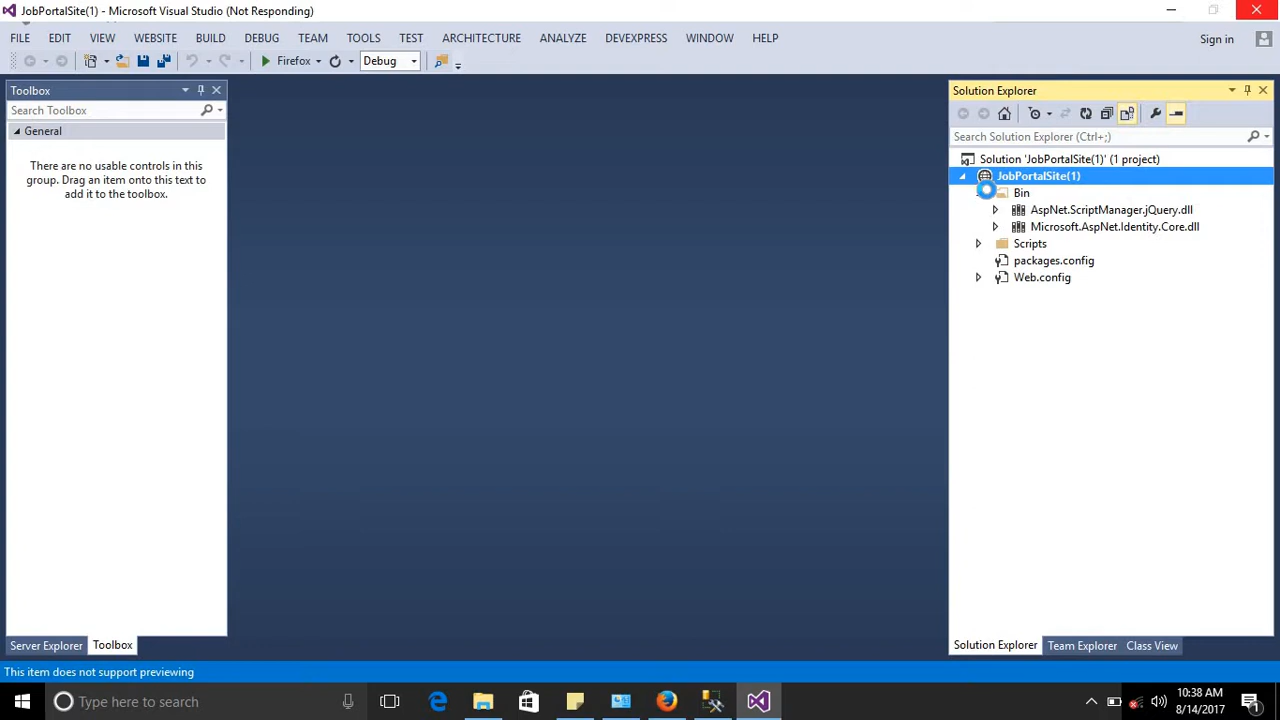 JobPortalSite(1) - Microsoft Visual Studio (Not Responding)
FILE EDIT VIEW WEBSITE BUILD DEBUG TEAM TOOLS TEST ARCHITECTURE ANALYZE DEVEXPRESS WINDOW HELP Sign in
Firefox Debug
Toolbox
Search Toolbox
General
There are no usable controls in this
group. Drag an item onto this text to
add it to the toolbox.
Server Explorer Toolbox
Solution Explorer
Search Solution Explorer (Ctrl+;)
Solution 'JobPortalSite(1)' (1 project)
JobPortalSite(1)
Bin
AspNet.ScriptManager.jQuery.dll
Microsoft.AspNet.Identity.Core.dll
Scripts
packages.config
Web.config
Solution Explorer Team Explorer Class View
This item does not support previewing
Type here to search
10:38 AM
8/14/2017
1